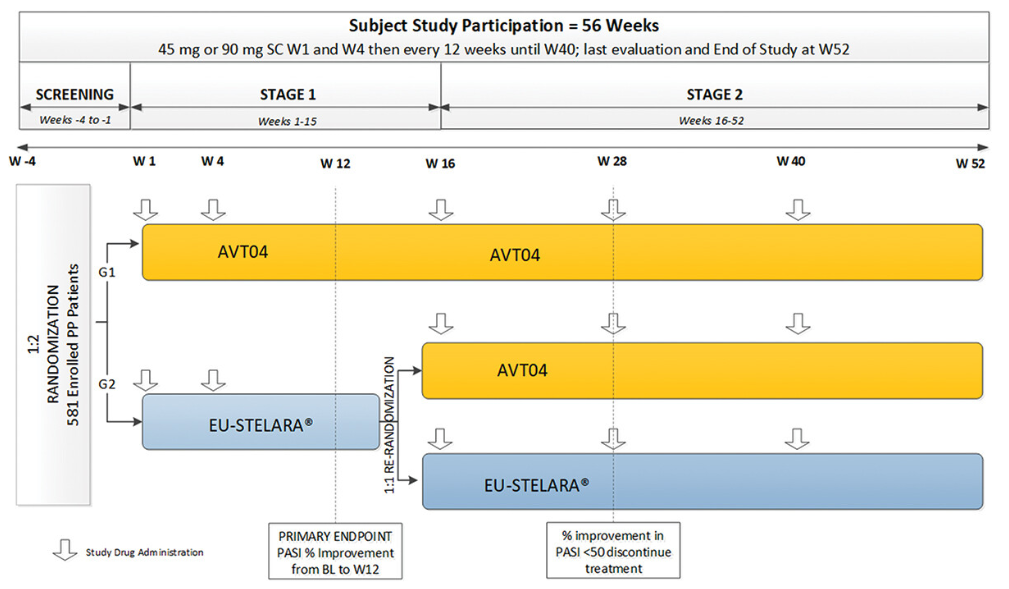 Subject Study Participation = 56 Weeks
45 mg or 90 mg SC W1 and W4 then every 12 weeks until W40; last evaluation and End of Study at W52
SCREENING
Weeks -4 to -1
STAGE 1
Weeks 1-15
STAGE 2
Weeks 16-52
W -4
W 1
W 4
W 12
W 16
W 28
W 40
W 52
1:2
RANDOMIZATION
581 Enrolled PP Patients
G1
AVT04
AVT04
G2
EU-STELARA®
1:1 RE-RANDOMIZATION
AVT04
EU-STELARA®
PRIMARY ENDPOINT
PASI % Improvement
from BL to W12
% improvement in
PASI <50 discontinue
treatment
Study Drug Administration